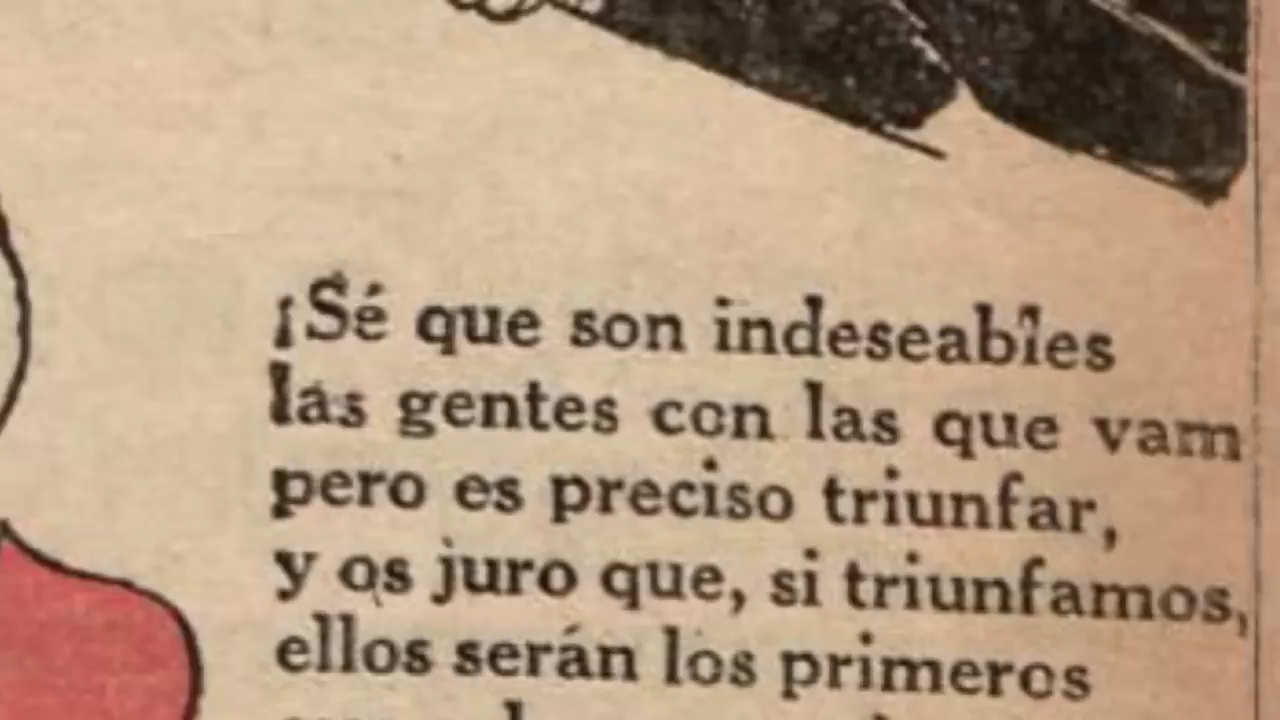 ¡Sé que son indeseables
las gentes con las que vam
pero es preciso triunfar,
y os juro que, si triunfamos,
ellos serán los primeros